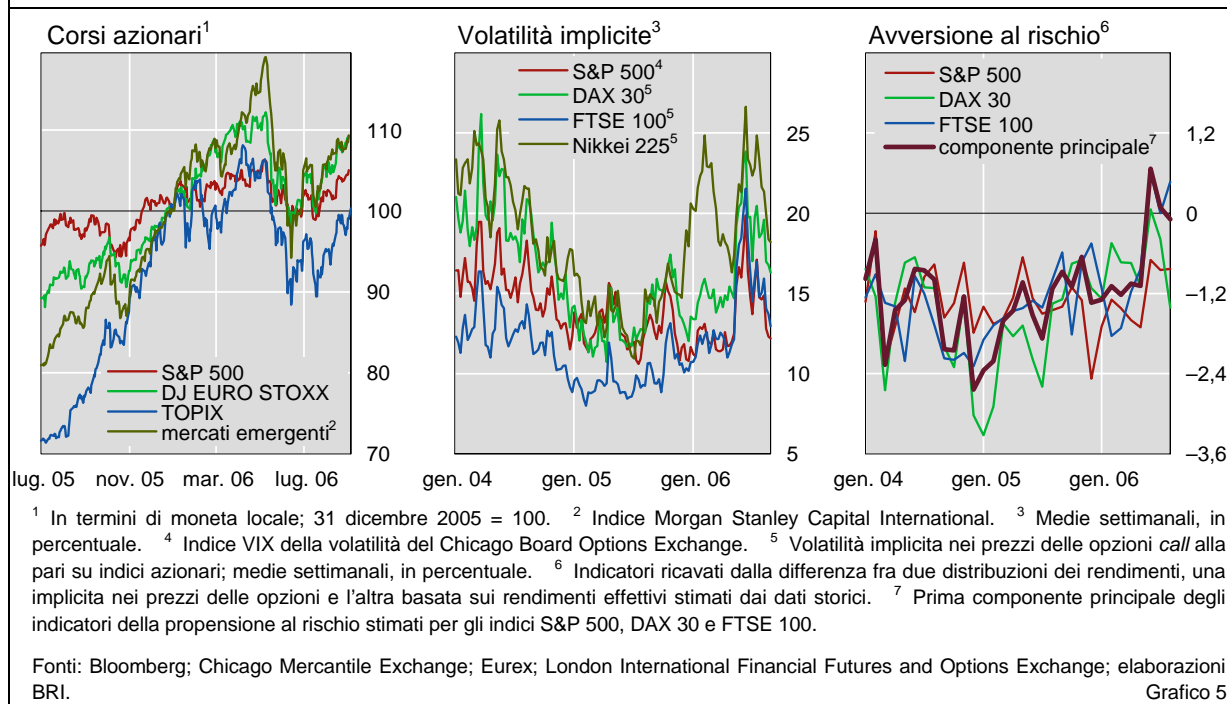 Corsi azionari¹
110
100
90
80
70
S&P 500
DJ EURO STOXX
TOPIX
mercati emergenti²
lug. 05 nov. 05 mar. 06 lug. 06
Volatilità implicite³
S&P 500⁴
DAX 30⁵
FTSE 100⁵
Nikkei 225⁵
25
20
15
10
5
gen. 04 gen. 05 gen. 06
Avversione al rischio⁶
S&P 500
DAX 30
FTSE 100
componente principale⁷
1,2
0
–1,2
–2,4
–3,6
gen. 04 gen. 05 gen. 06
¹ In termini di moneta locale; 31 dicembre 2005 = 100. ² Indice Morgan Stanley Capital International. ³ Medie settimanali, in
percentuale. ⁴ Indice VIX della volatilità del Chicago Board Options Exchange. ⁵ Volatilità implicita nei prezzi delle opzioni call alla
pari su indici azionari; medie settimanali, in percentuale. ⁶ Indicatori ricavati dalla differenza fra due distribuzioni dei rendimenti, una
implicita nei prezzi delle opzioni e l'altra basata sui rendimenti effettivi stimati dai dati storici. ⁷ Prima componente principale degli
indicatori della propensione al rischio stimati per gli indici S&P 500, DAX 30 e FTSE 100.
Fonti: Bloomberg; Chicago Mercantile Exchange; Eurex; London International Financial Futures and Options Exchange; elaborazioni
BRI. Grafico 5